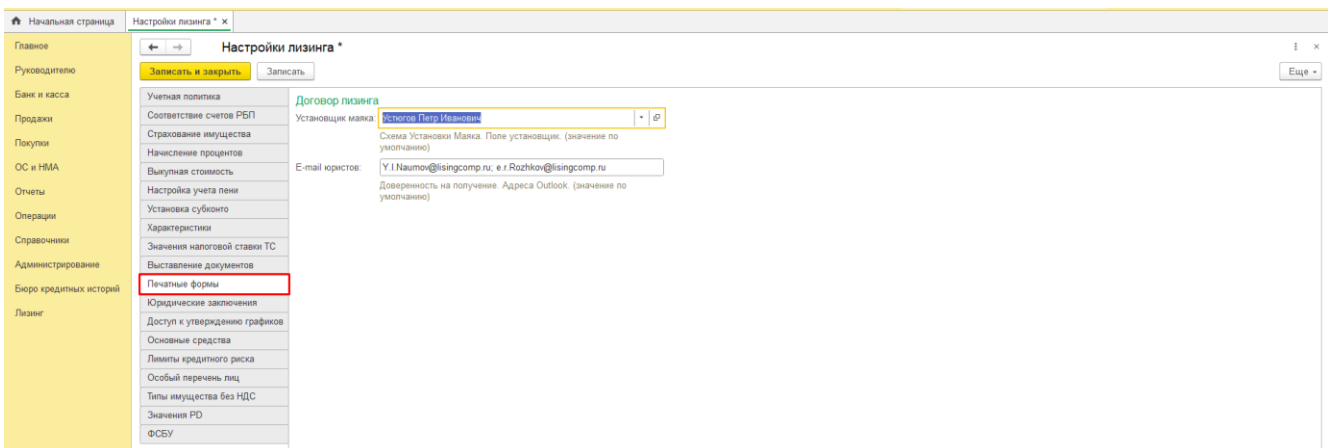 Начальная страница
Настройки лизинга * ×
Главное
Руководителю
Банк и касса
Продажи
Покупки
ОС и НМА
Отчеты
Операции
Справочники
Администрирование
Бюро кредитных историй
Лизинг
Настройки лизинга *
Записать и закрыть
Записать
Еще
Учетная политика
Соответствие счетов РБП
Страхование имущества
Начисление процентов
Выкупная стоимость
Настройка учета пени
Установка субконто
Характеристики
Значения налоговой ставки ТС
Выставление документов
Печатные формы
Юридические заключения
Доступ к утверждению графиков
Основные средства
Лимиты кредитного риска
Особый перечень лиц
Типы имущества без НДС
Значения PD
ФСБУ
Договор лизинга
Установщик маяка: Устюгов Петр Иванович
Схема Установки Маяка. Поле установщик. (значение по
умолчанию)
E-mail юристов: Y.I.Naumov@lisingcomp.ru; e.r.Rozhkov@lisingcomp.ru
Доверенность на получение. Адреса Outlook. (значение по
умолчанию)